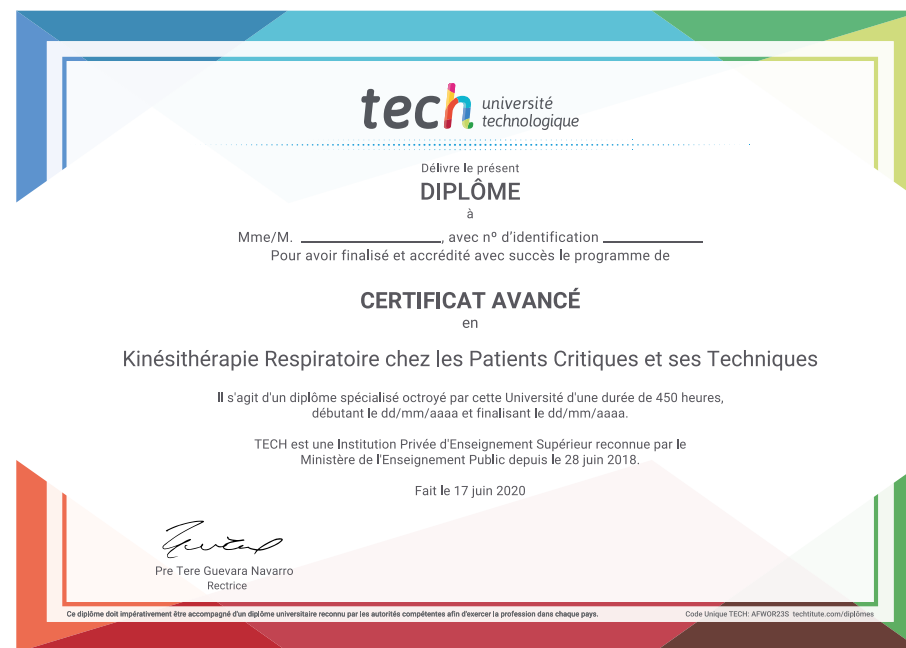 tech université
technologique
Délivre le présent
DIPLÔME
à
Mme/M. ____________________, avec nº d'identification ______________
Pour avoir finalisé et accrédité avec succès le programme de
CERTIFICAT AVANCÉ
en
Kinésithérapie Respiratoire chez les Patients Critiques et ses Techniques
Il s'agit d'un diplôme spécialisé octroyé par cette Université d'une durée de 450 heures,
débutant le dd/mm/aaaa et finalisant le dd/mm/aaaa.
TECH est une Institution Privée d'Enseignement Supérieur reconnue par le
Ministère de l'Enseignement Public depuis le 28 juin 2018.
Fait le 17 juin 2020
Pre Tere Guevara Navarro
Rectrice
Ce diplôme doit impérativement être accompagné d'un diplôme universitaire reconnu par les autorités compétentes afin d'exercer la profession dans chaque pays.
Code Unique TECH: AFWOR23S techtitute.com/diplômes